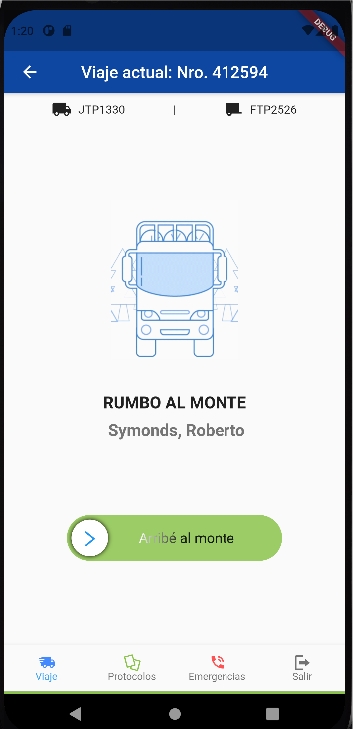 1:20
DEBUG
Viaje actual: Nro. 412594
JTP1330 | FTP2526
RUMBO AL MONTE
Symonds, Roberto
Arribé al monte
Viaje Protocolos Emergencias Salir